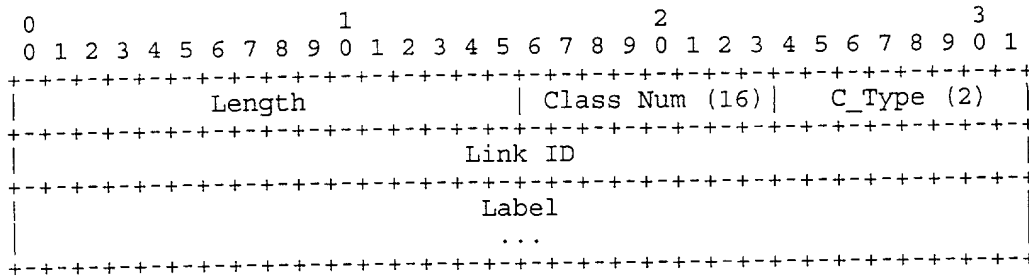 0                   1                   2                   3
0 1 2 3 4 5 6 7 8 9 0 1 2 3 4 5 6 7 8 9 0 1 2 3 4 5 6 7 8 9 0 1
+-+-+-+-+-+-+-+-+-+-+-+-+-+-+-+-+-+-+-+-+-+-+-+-+-+-+-+-+-+-+-+-+
| Length | Class Num (16)| C_Type (2) |
+-+-+-+-+-+-+-+-+-+-+-+-+-+-+-+-+-+-+-+-+-+-+-+-+-+-+-+-+-+-+-+-+
| Link ID |
+-+-+-+-+-+-+-+-+-+-+-+-+-+-+-+-+-+-+-+-+-+-+-+-+-+-+-+-+-+-+-+-+
| Label |
| ... |
+-+-+-+-+-+-+-+-+-+-+-+-+-+-+-+-+-+-+-+-+-+-+-+-+-+-+-+-+-+-+-+-+